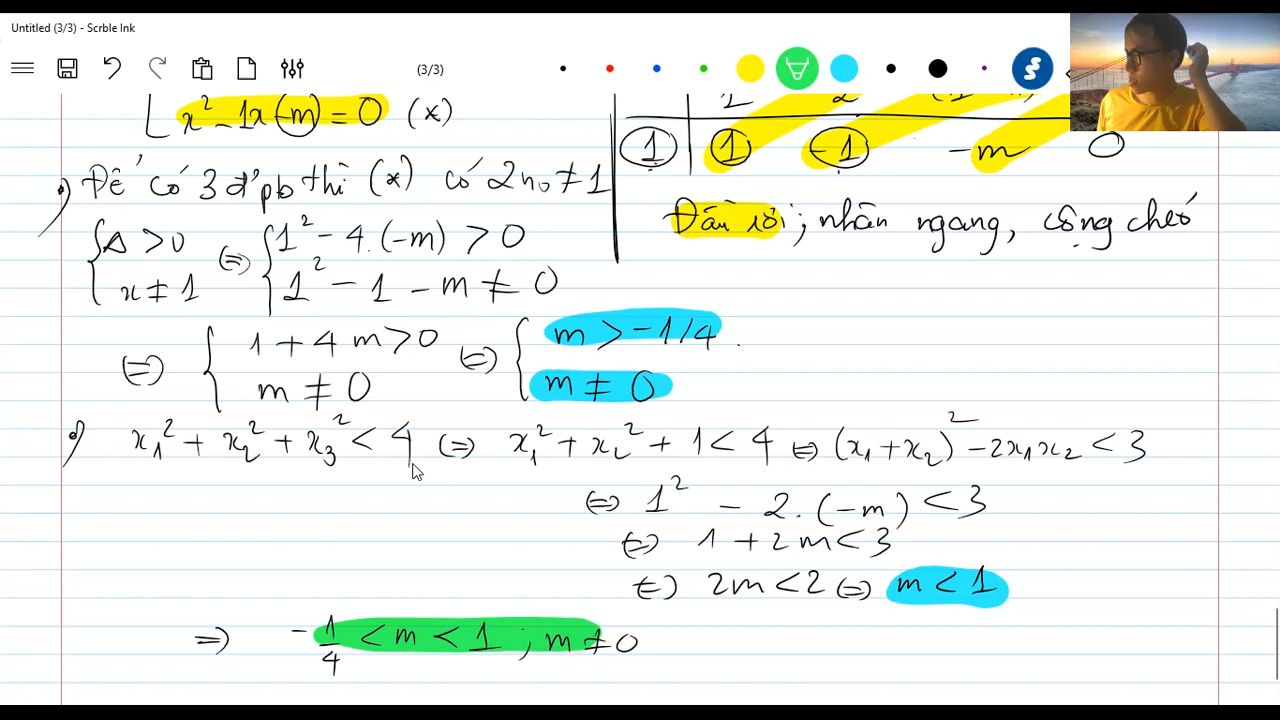 Untitled (3/3) - Scrble Ink
(3/3)
x² - 1x - m) = 0 (x)
1 1 -1 -m 0
Để có 3 đ' pb thì (x) có 2 n₀ ≠ 1
Dấu rời; nhân ngang, cộng chéo
{ Δ > 0 (=) { 1² - 4.(-m) > 0
x ≠ 1 1² - 1 - m ≠ 0
(=) { 1 + 4m > 0 (=) { m > -1/4
m ≠ 0 m ≠ 0
x₁² + x₂² + x₃² < 4 (=) x₁² + x₂² + 1 < 4 (=) (x₁ + x₂)² - 2x₁x₂ < 3
(=) 1² - 2.(-m) < 3
(=) 1 + 2m < 3
(=) 2m < 2 (=) m < 1
=) -1/4 < m < 1 ; m ≠ 0